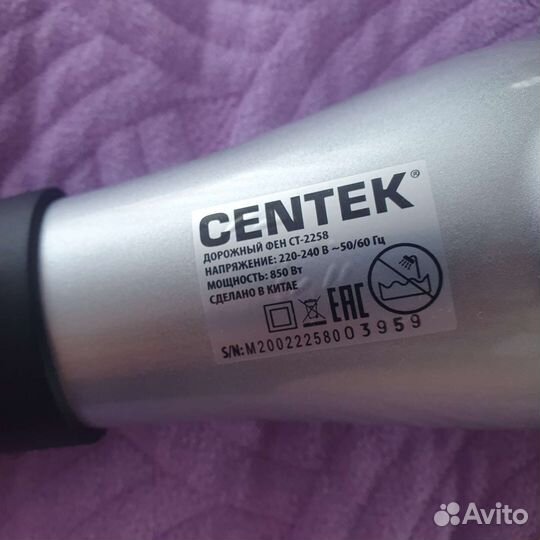 CENTEK®
ДОРОЖНЫЙ ФЕН CT-2258
НАПРЯЖЕНИЕ: 220-240 В ~50/60 Гц
МОЩНОСТЬ: 850 Вт
СДЕЛАНО В КИТАЕ
EAC
S/N: M20022258003959
Avito